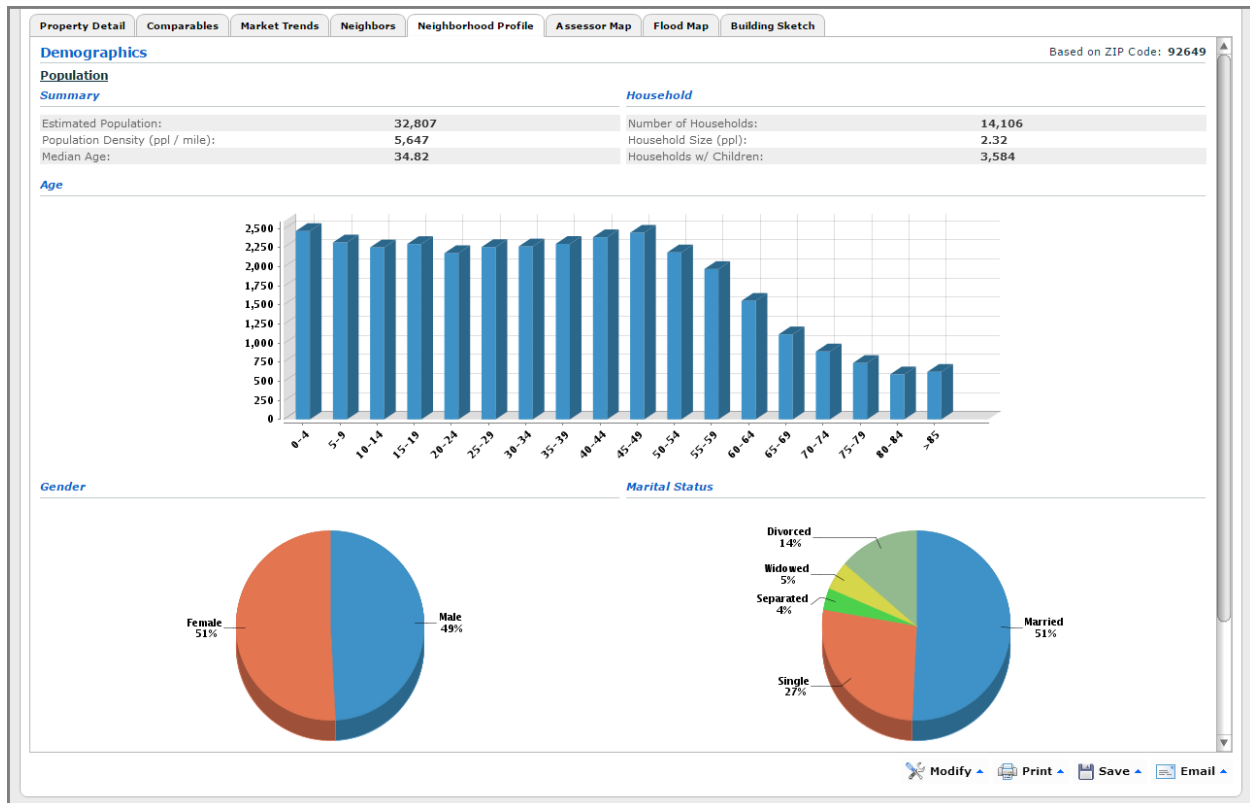 Property Detail Comparables Market Trends Neighbors Neighborhood Profile Assessor Map Flood Map Building Sketch
Demographics Based on ZIP Code: 92649
Population
Summary Household
Estimated Population: 32,807 Number of Households: 14,106
Population Density (ppl / mile): 5,647 Household Size (ppl): 2.32
Median Age: 34.82 Households w/ Children: 3,584
Age
2,500
2,250
2,000
1,750
1,500
1,250
1,000
750
500
250
0
0-4 5-9 10-14 15-19 20-24 25-29 30-34 35-39 40-44 45-49 50-54 55-59 60-64 65-69 70-74 75-79 80-84 >85
Gender Marital Status
Female
51%
Male
49%
Divorced
14%
Widowed
5%
Separated
4%
Single
27%
Married
51%
Modify Print Save Email